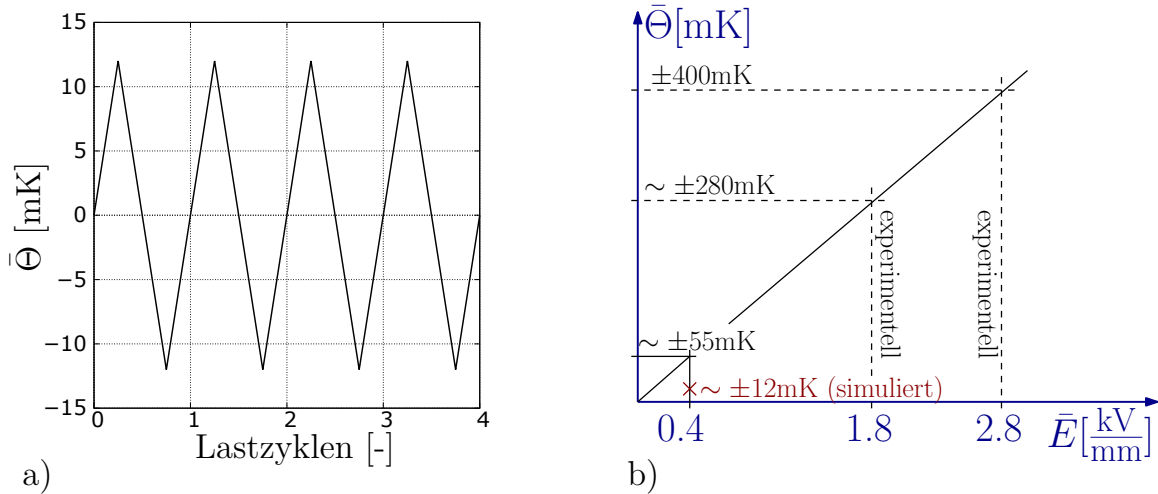 15
10
5
0
−5
−10
−15
0
1
2
3
4
Θ̄ [mK]
Lastzyklen [-]
a)
Θ̄[mK]
±400mK
∼ ±280mK
∼ ±55mK
∼ ±12mK (simuliert)
experimentell
experimentell
0.4
1.8
2.8
Ē[kV/mm]
b)